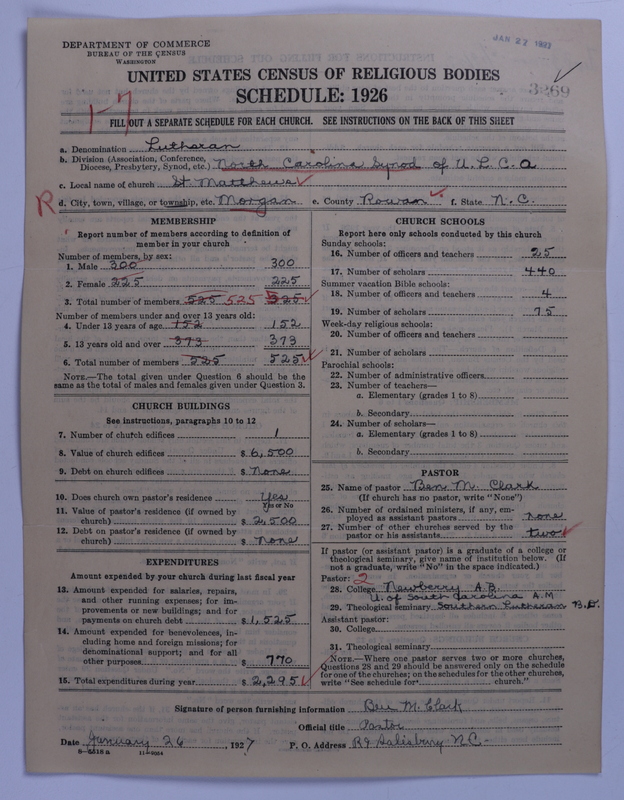 JAN 27 1927
3269
DEPARTMENT OF COMMERCE
BUREAU OF THE CENSUS
WASHINGTON
UNITED STATES CENSUS OF RELIGIOUS BODIES
SCHEDULE: 1926
1-7
FILL OUT A SEPARATE SCHEDULE FOR EACH CHURCH. SEE INSTRUCTIONS ON THE BACK OF THIS SHEET
a. Denomination Lutheran
b. Division (Association, Conference, Diocese, Presbytery, Synod, etc.) North Carolina Synod of U.L.C.A
c. Local name of church St. Matthews
R d. City, town, village, or township, etc. Morgan e. County Rowan f. State N.C.
MEMBERSHIP
Report number of members according to definition of member in your church
Number of members, by sex:
1. Male 300 300
2. Female 225 225
3. Total number of members 525 525 525
Number of members under and over 13 years old:
4. Under 13 years of age 152 152
5. 13 years old and over 373 373
6. Total number of members 525 525
NOTE.—The total given under Question 6 should be the same as the total of males and females given under Question 3.
CHURCH BUILDINGS
See instructions, paragraphs 10 to 12
7. Number of church edifices 1
8. Value of church edifices $ 6,500
9. Debt on church edifices $ None
10. Does church own pastor's residence Yes
Yes or No
11. Value of pastor's residence (if owned by church) $ 2,500
12. Debt on pastor's residence (if owned by church) $ None
EXPENDITURES
Amount expended by your church during last fiscal year
13. Amount expended for salaries, repairs, and other running expenses; for improvements or new buildings; and for payments on church debt $ 1,525
14. Amount expended for benevolences, including home and foreign missions; for denominational support; and for all other purposes $ 770
15. Total expenditures during year $ 2,295
CHURCH SCHOOLS
Report here only schools conducted by this church
Sunday schools:
16. Number of officers and teachers 25
17. Number of scholars 440
Summer vacation Bible schools:
18. Number of officers and teachers 4
19. Number of scholars 75
Week-day religious schools:
20. Number of officers and teachers
21. Number of scholars
Parochial schools:
22. Number of administrative officers
23. Number of teachers—
a. Elementary (grades 1 to 8)
b. Secondary
24. Number of scholars—
a. Elementary (grades 1 to 8)
b. Secondary
PASTOR
25. Name of pastor Ben M. Clark
(If church has no pastor, write "None")
26. Number of ordained ministers, if any, employed as assistant pastors none
27. Number of other churches served by the pastor or his assistants two
If pastor (or assistant pastor) is a graduate of a college or theological seminary, give name of institution below. (If not a graduate, write "No" in the space indicated.)
Pastor: 2
28. College Newberry A.B.
U of South Carolina A.M
29. Theological seminary Southern Lutheran B.D.
Assistant pastor:
30. College
31. Theological seminary
NOTE.—Where one pastor serves two or more churches, Questions 28 and 29 should be answered only on the schedule for one of the churches; on the schedules for the other churches, write "See schedule for church."
Signature of person furnishing information Ben M. Clark
Official title Pastor
Date January 26, 1927 P. O. Address R9 Salisbury N.C.
8—5518 a 11—9264